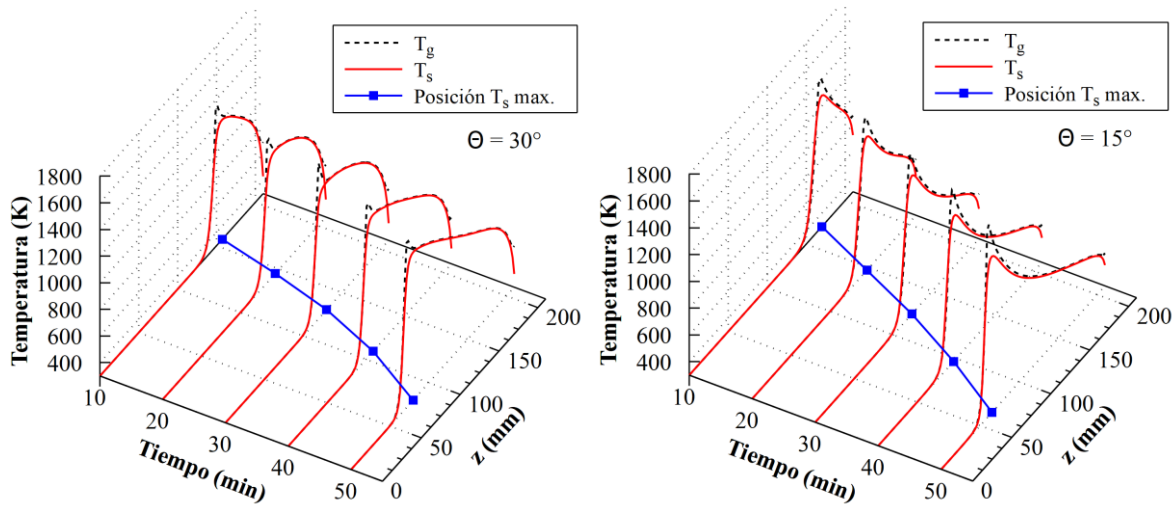 T_g
T_s
Posición T_s max.
Θ = 30°
1800
1600
1400
1200
1000
800
600
400
Temperatura (K)
10
20
30
40
50
Tiempo (min)
0
50
100
150
200
z (mm)
T_g
T_s
Posición T_s max.
Θ = 15°
1800
1600
1400
1200
1000
800
600
400
Temperatura (K)
10
20
30
40
50
Tiempo (min)
0
50
100
150
200
z (mm)